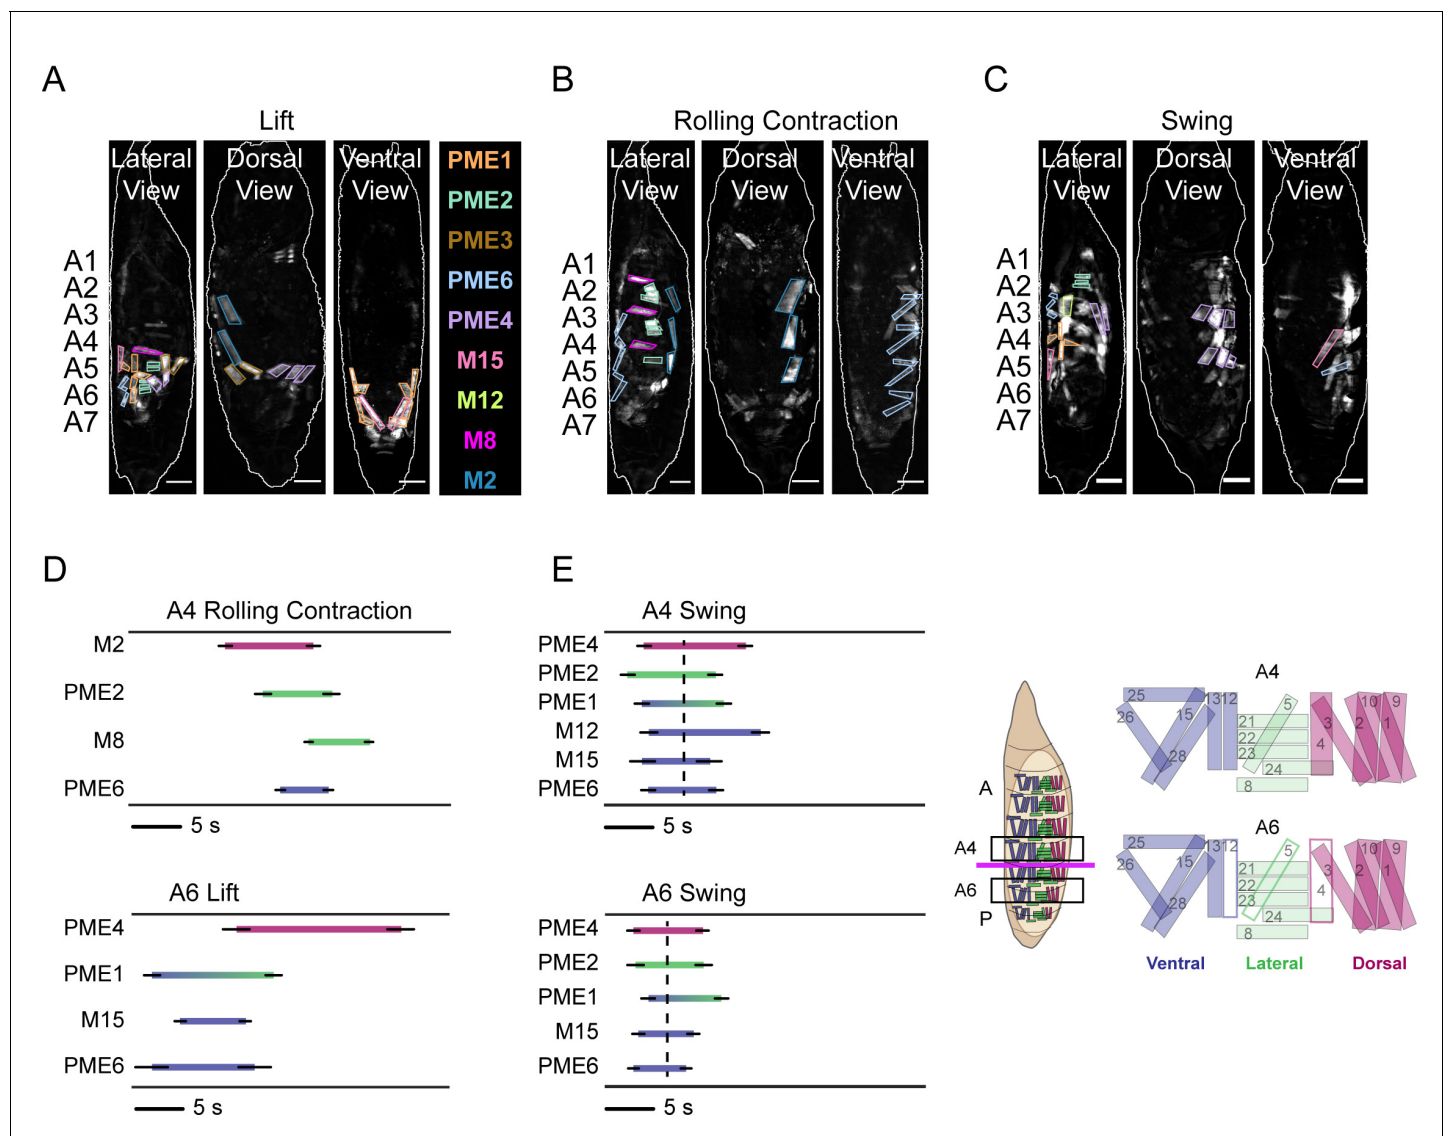 A
Lift
Lateral View
Dorsal View
Ventral View
PME1
PME2
PME3
PME6
PME4
M15
M12
M8
M2
A1
A2
A3
A4
A5
A6
A7
B
Rolling Contraction
Lateral View
Dorsal View
Ventral View
A1
A2
A3
A4
A5
A6
A7
C
Swing
Lateral View
Dorsal View
Ventral View
A1
A2
A3
A4
A5
A6
A7
D
A4 Rolling Contraction
M2
PME2
M8
PME6
5 s
A6 Lift
PME4
PME1
M15
PME6
5 s
E
A4 Swing
PME4
PME2
PME1
M12
M15
PME6
5 s
A6 Swing
PME4
PME2
PME1
M15
PME6
5 s
A
A4
A6
P
A4
25
26
15
28
13
12
21
22
23
24
8
5
3
4
2
10
1
9
A6
25
26
15
28
13
12
21
22
23
24
8
5
3
4
2
10
1
9
Ventral
Lateral
Dorsal